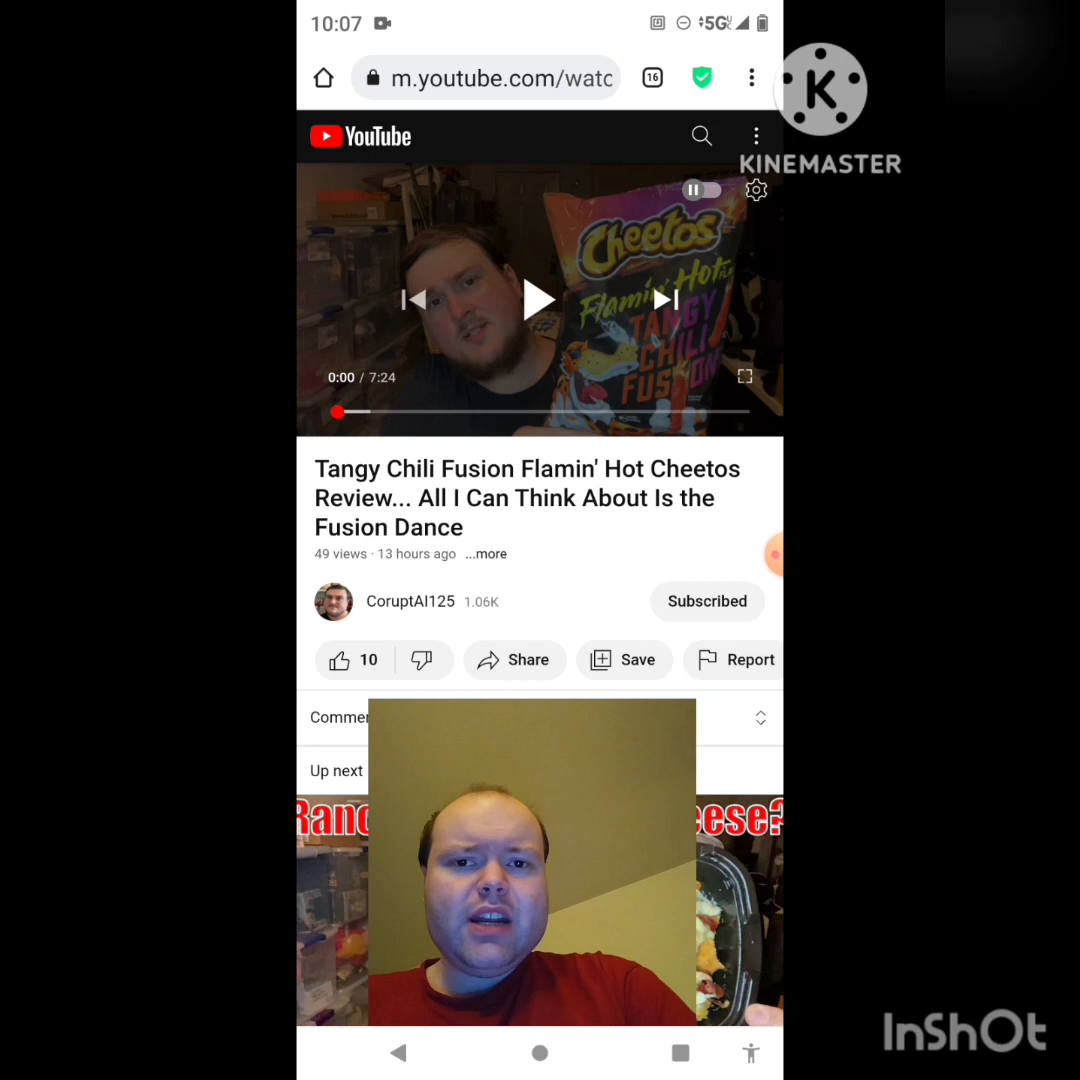 10:07
5G
m.youtube.com/watc
16
K
KINEMASTER
YouTube
Cheetos
Flamin' Hot
TANGY
CHILI
FUSION
0:00 / 7:24
Tangy Chili Fusion Flamin' Hot Cheetos
Review... All I Can Think About Is the
Fusion Dance
49 views · 13 hours ago ...more
CoruptAI125 1.06K
Subscribed
10
Share
Save
Report
Commen
Up next
Ranc
eese?
InShOt